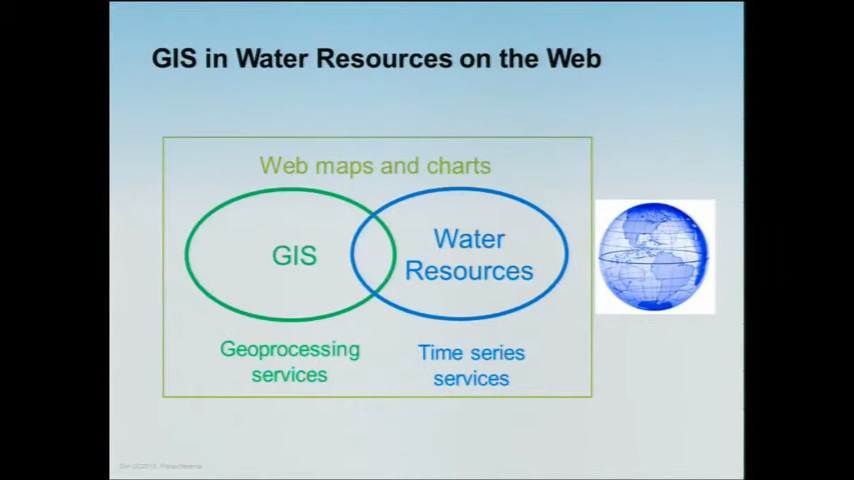 GIS in Water Resources on the Web
Web maps and charts
GIS
Water
Resources
Geoprocessing
services
Time series
services